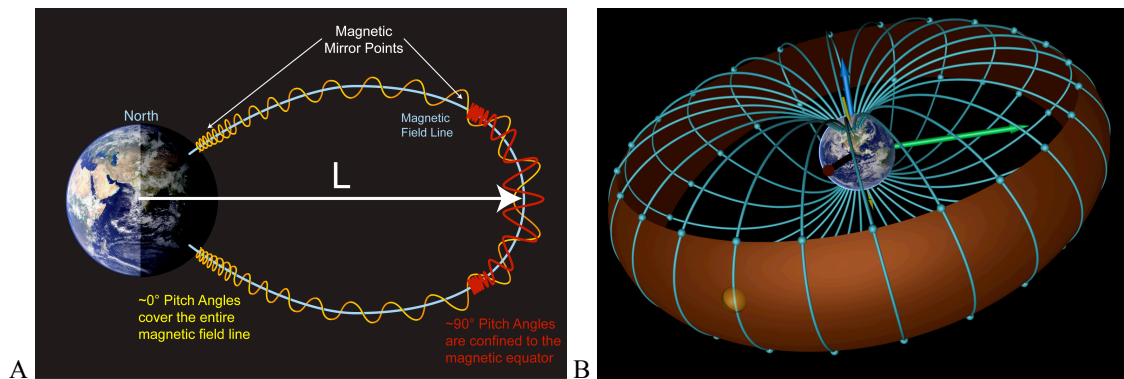 Magnetic
Mirror Points
North
Magnetic
Field Line
L
~0° Pitch Angles
cover the entire
magnetic field line
~90° Pitch Angles
are confined to the
magnetic equator
A
B